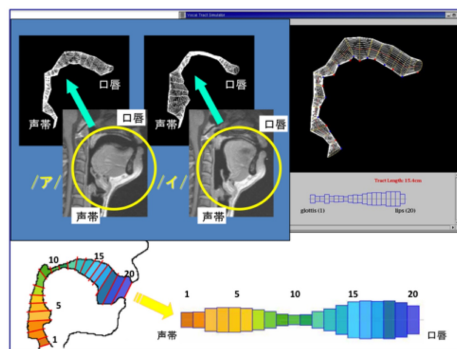 Vocal Tract Simulator
口唇
声帯
口唇
声帯
口唇
口唇
/ア/
/イ/
声帯
声帯
Tract Length: 15.4cm
glottis (1)
lips (20)
1
5
10
15
20
1
5
10
15
20
声帯
口唇